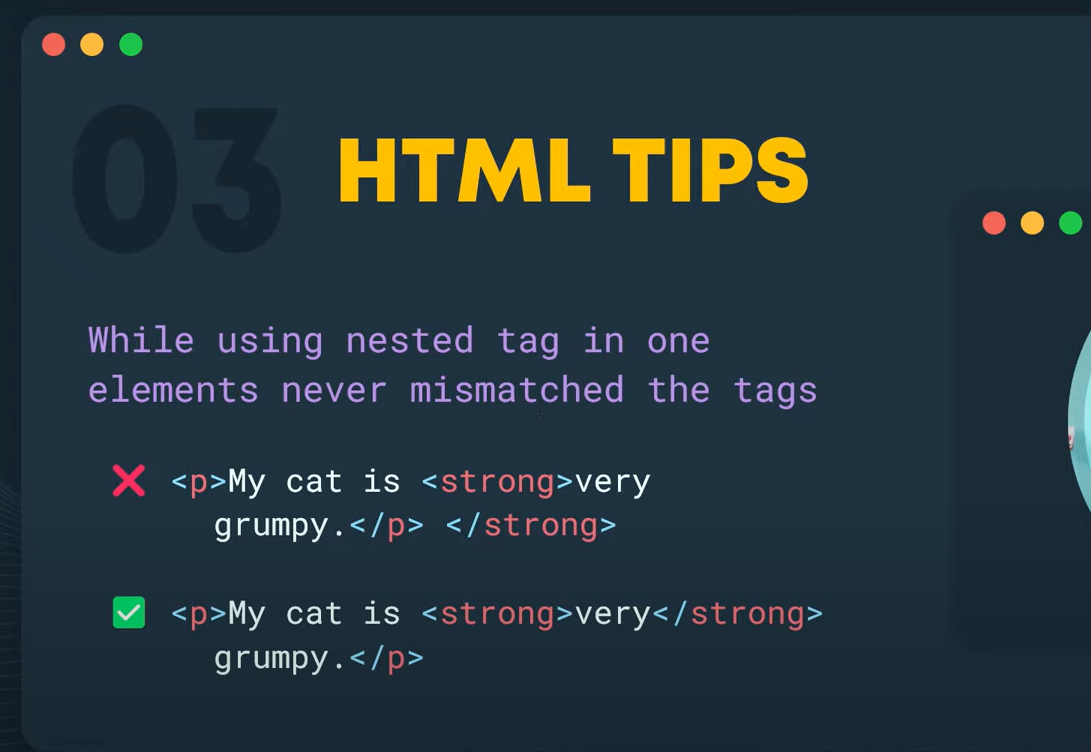 03
HTML TIPS
While using nested tag in one
elements never mismatched the tags
❌ <p>My cat is <strong>very
grumpy.</p> </strong>
✅ <p>My cat is <strong>very</strong>
grumpy.</p>